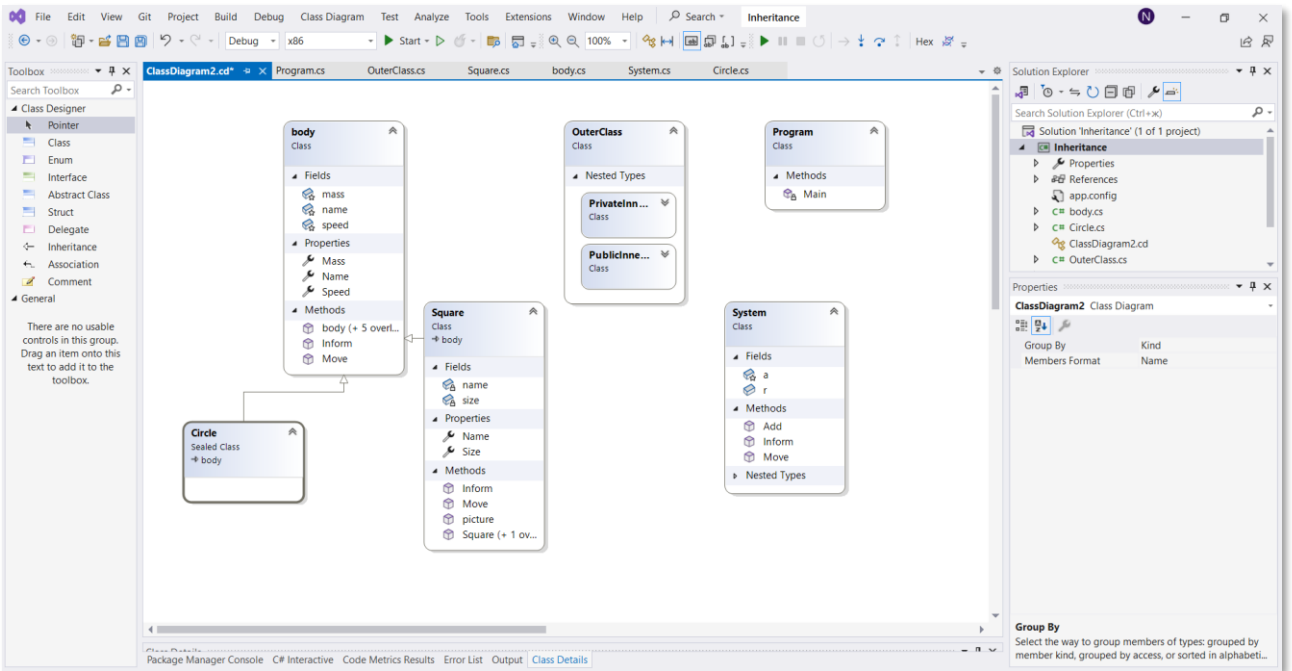 File Edit View Git Project Build Debug Class Diagram Test Analyze Tools Extensions Window Help Search Inheritance N
Debug x86 Start 100% Hex
Toolbox
Search Toolbox
Class Designer
Pointer
Class
Enum
Interface
Abstract Class
Struct
Delegate
Inheritance
Association
Comment
General
There are no usable
controls in this group.
Drag an item onto this
text to add it to the
toolbox.
ClassDiagram2.cd* Program.cs OuterClass.cs Square.cs body.cs System.cs Circle.cs
body
Class
Fields
mass
name
speed
Properties
Mass
Name
Speed
Methods
body (+ 5 overl...
Inform
Move
Circle
Sealed Class
body
Square
Class
body
Fields
name
size
Properties
Name
Size
Methods
Inform
Move
picture
Square (+ 1 ov...
OuterClass
Class
Nested Types
PrivateInn...
Class
PublicInne...
Class
Program
Class
Methods
Main
System
Class
Fields
a
r
Methods
Add
Inform
Move
Nested Types
Class Details
Package Manager Console C# Interactive Code Metrics Results Error List Output Class Details
Solution Explorer
Search Solution Explorer (Ctrl+ж)
Solution 'Inheritance' (1 of 1 project)
C# Inheritance
Properties
References
app.config
C# body.cs
C# Circle.cs
ClassDiagram2.cd
C# OuterClass.cs
Properties
ClassDiagram2 Class Diagram
Group By Kind
Members Format Name
Group By
Select the way to group members of types: grouped by
member kind, grouped by access, or sorted in alphabeti...